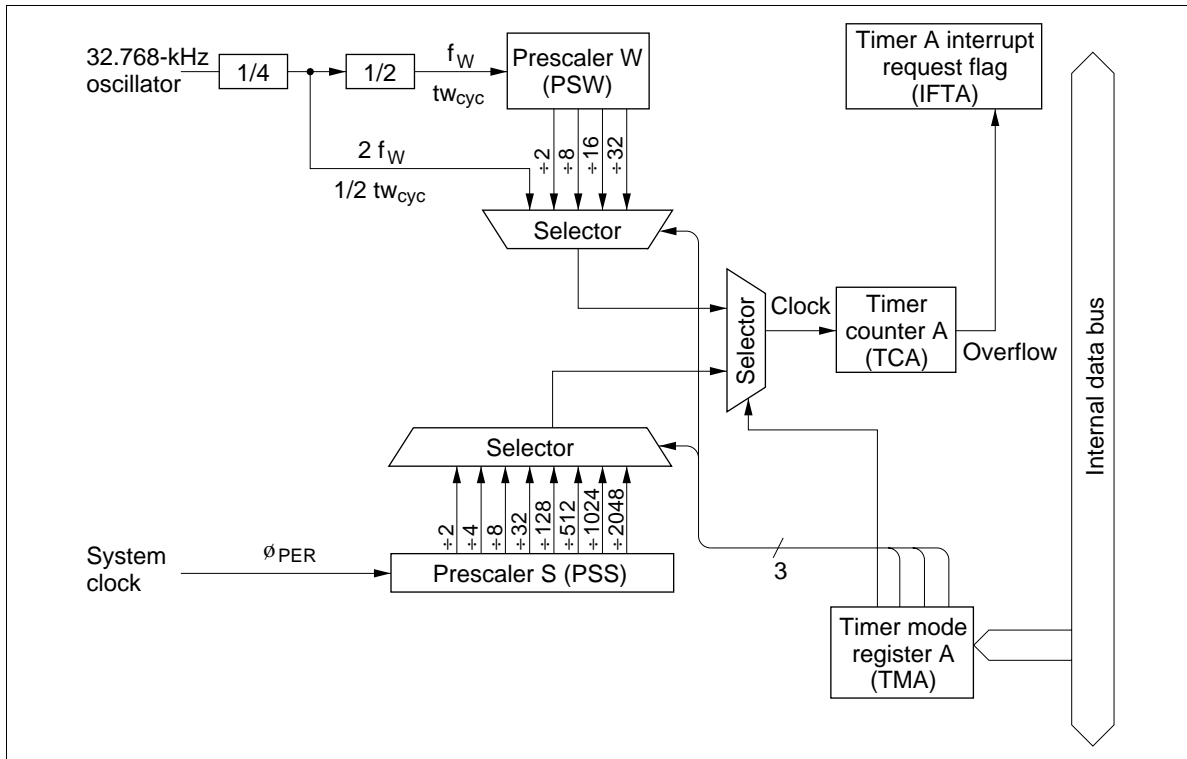 32.768-kHz
oscillator
1/4
1/2
fW
twcyc
Prescaler W
(PSW)
Timer A interrupt
request flag
(IFTA)
÷2
÷8
÷16
÷32
2 fW
1/2 twcyc
Selector
Selector
Clock
Timer
counter A
(TCA)
Overflow
Internal data bus
Selector
÷2
÷4
÷8
÷32
÷128
÷512
÷1024
÷2048
System
clock
øPER
Prescaler S (PSS)
3
Timer mode
register A
(TMA)